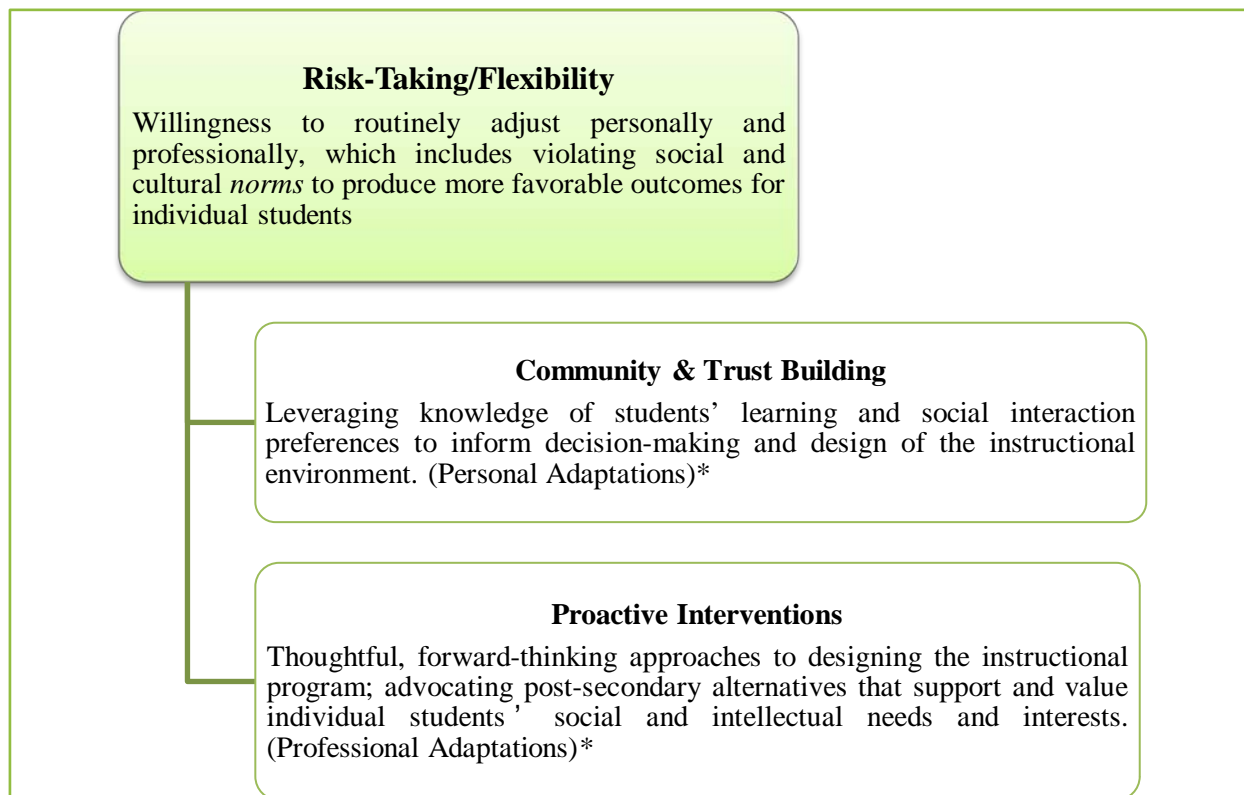 Risk-Taking/Flexibility
Willingness to routinely adjust personally and
professionally, which includes violating social and
cultural norms to produce more favorable outcomes for
individual students
Community & Trust Building
Leveraging knowledge of students’ learning and social interaction
preferences to inform decision-making and design of the instructional
environment. (Personal Adaptations)*
Proactive Interventions
Thoughtful, forward-thinking approaches to designing the instructional
program; advocating post-secondary alternatives that support and value
individual students’ social and intellectual needs and interests.
(Professional Adaptations)*